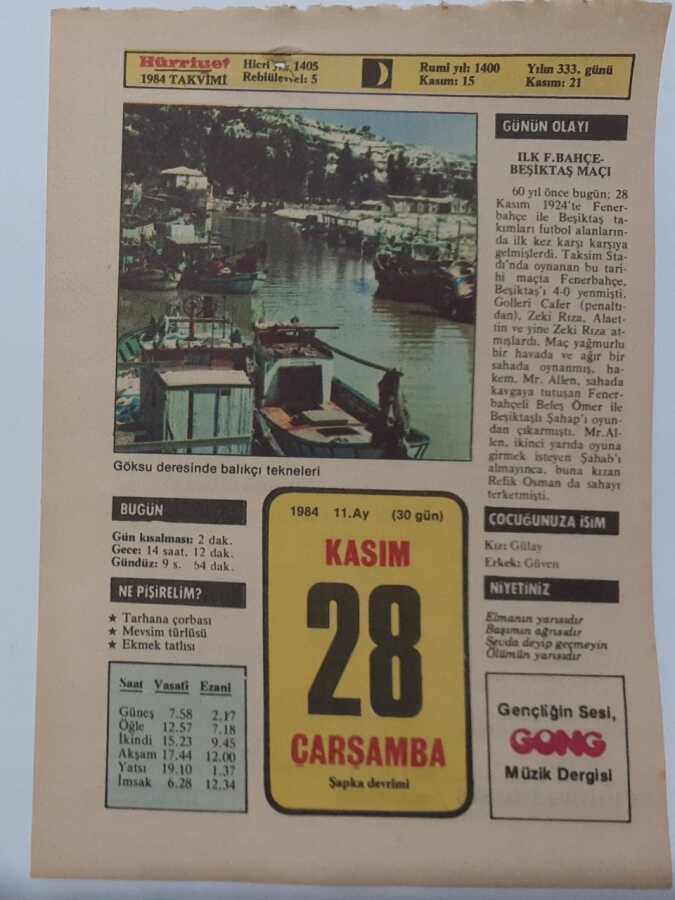 Hürriyet
1984 TAKVİMİ
Hicri 1405
Rebiülevvel: 5
Rumi yıl: 1400
Kasım: 15
Yılın 333. günü
Kasım: 21
Göksu deresinde balıkçı tekneleri
GÜNÜN OLAYI
ILK F.BAHÇE-
BEŞİKTAŞ MAÇI
60 yıl önce bugün; 28
Kasım 1924'te Fener-
bahçe ile Beşiktaş ta-
kımları futbol alanların-
da ilk kez karşı karşıya
gelmişlerdi. Taksim Sta-
dı'nda oynanan bu tari-
hi maçta Fenerbahçe,
Beşiktaş'ı 4-0 yenmişti.
Golleri Cafer (penaltı-
dan), Zeki Rıza, Alaet-
tin ve yine Zeki Rıza at-
mışlardı. Maç yağmurlu
bir havada ve ağır bir
sahada oynanmış, ha-
kem, Mr. Allen, sahada
kavgaya tutuşan Fener-
bahçeli Beleş Ömer ile
Beşiktaşlı Şahap'ı oyun-
dan çıkarmıştı. Mr.Al-
len, ikinci yarıda oyuna
girmek isteyen Şahab'ı
almayınca, buna kızan
Refik Osman da sahayı
terketmişti.
BUGÜN
Gün kısalması: 2 dak.
Gece: 14 saat. 12 dak.
Gündüz: 9 s. 54 dak.
NE PİŞİRELİM?
★ Tarhana çorbası
★ Mevsim türlüsü
★ Ekmek tatlısı
Saat Vasati Ezani
Güneş 7.58 2.17
Öğle 12.57 7.18
İkindi 15.23 9.45
Akşam 17.44 12.00
Yatsı 19.10 1.37
İmsak 6.28 12.34
1984 11.Ay (30 gün)
KASIM
28
ÇARŞAMBA
Şapka devrimi
ÇOCUĞUNUZA İSİM
Kız: Gülay
Erkek: Güven
NİYETİNİZ
Elmanın yarısıdır
Başımın ağrısıdır
Sevda deyip geçmeyin
Ölümün yarısıdır
Gençliğin Sesi,
GONG
Müzik Dergisi